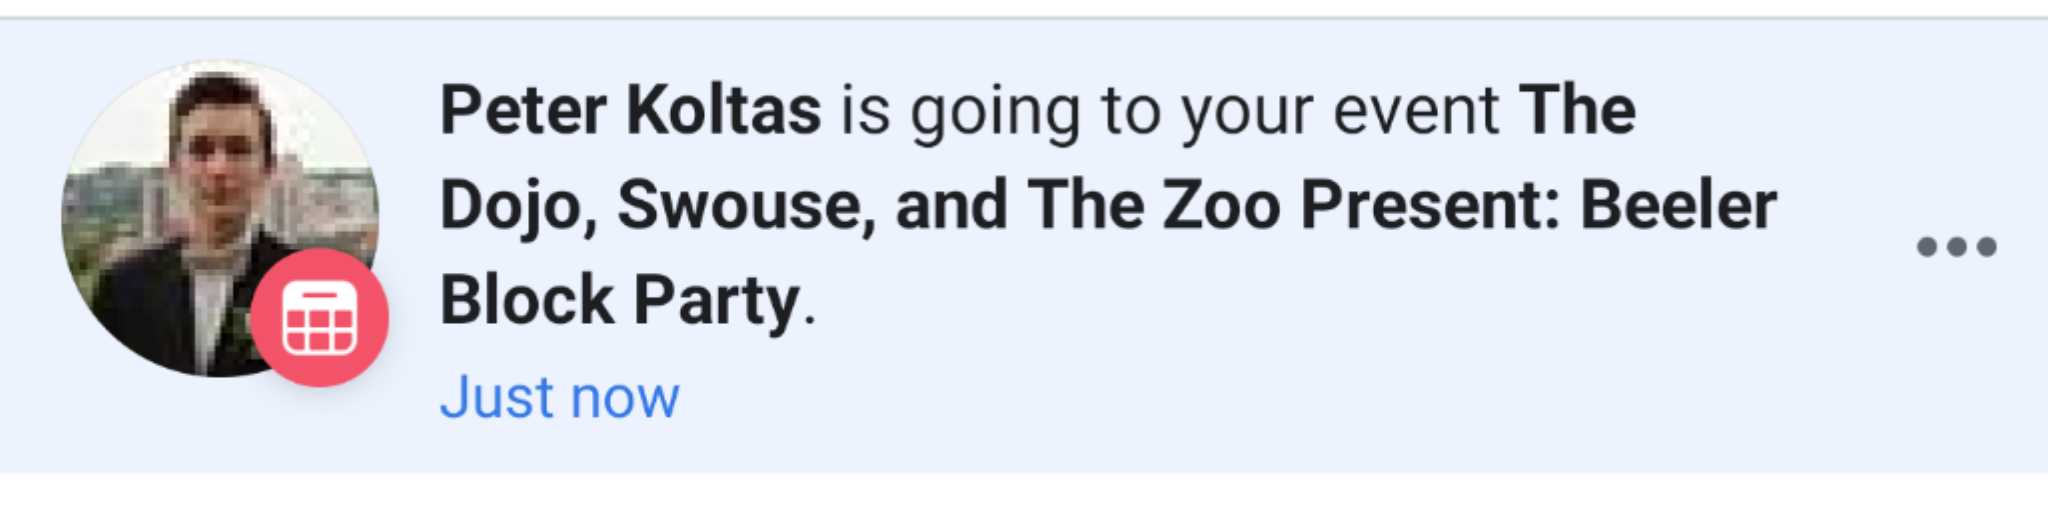 Peter Koltas is going to your event The
Dojo, Swouse, and The Zoo Present: Beeler
Block Party.
Just now